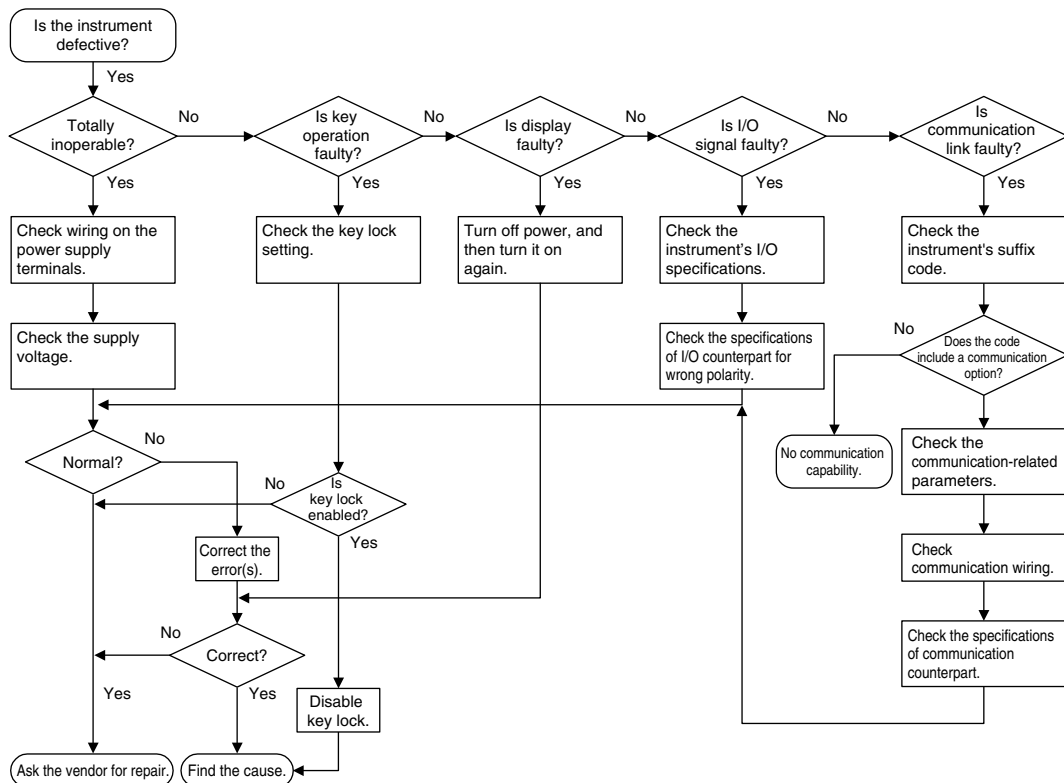 Is the instrument
defective?
Yes
Totally
inoperable?
No
Is key
operation
faulty?
No
Is display
faulty?
No
Is I/O
signal faulty?
No
Is
communication
link faulty?
Yes
Yes
Yes
Yes
Yes
Check wiring on the
power supply
terminals.
Check the key lock
setting.
Turn off power, and
then turn it on
again.
Check the
instrument’s I/O
specifications.
Check the
instrument's suffix
code.
Check the supply
voltage.
Check the specifications
of I/O counterpart for
wrong polarity.
No
Does the code
include a communication
option?
No communication
capability.
Check the
communication-related
parameters.
Normal?
No
No
Is
key lock
enabled?
Yes
Correct the
error(s).
Check
communication wiring.
No
Correct?
Check the specifications
of communication
counterpart.
Yes
Yes
Disable
key lock.
Ask the vendor for repair.
Find the cause.